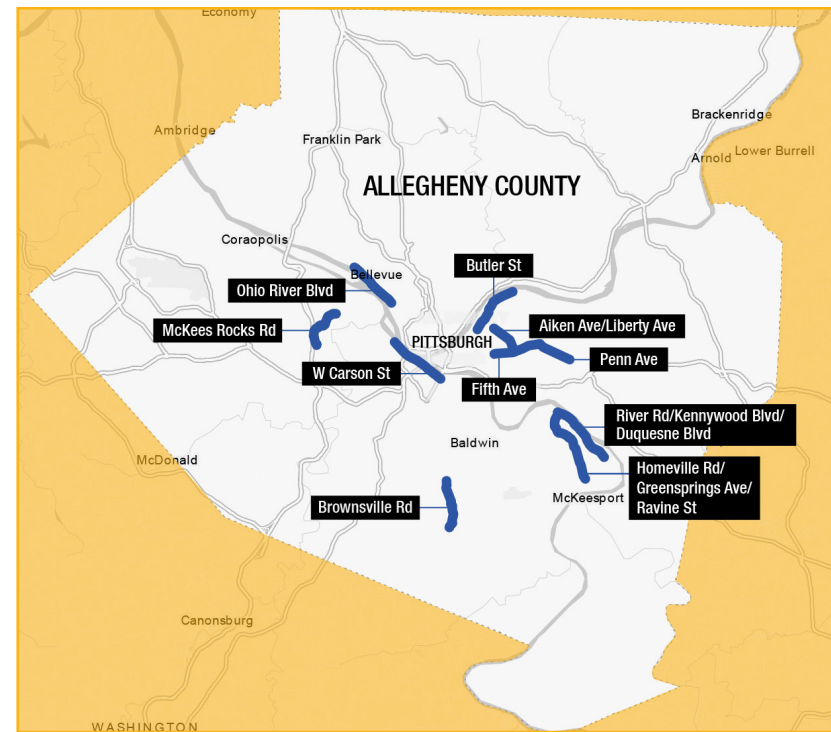 Economy
Brackenridge
Ambridge
Franklin Park
Arnold
Lower Burrell
ALLEGHENY COUNTY
Coraopolis
Butler St
Bellevue
Ohio River Blvd
Aiken Ave/Liberty Ave
McKees Rocks Rd
PITTSBURGH
Penn Ave
W Carson St
Fifth Ave
River Rd/Kennywood Blvd/
Duquesne Blvd
Baldwin
McDonald
Homeville Rd/
Greensprings Ave/
Ravine St
McKeesport
Brownsville Rd
Canonsburg
WASHINGTON